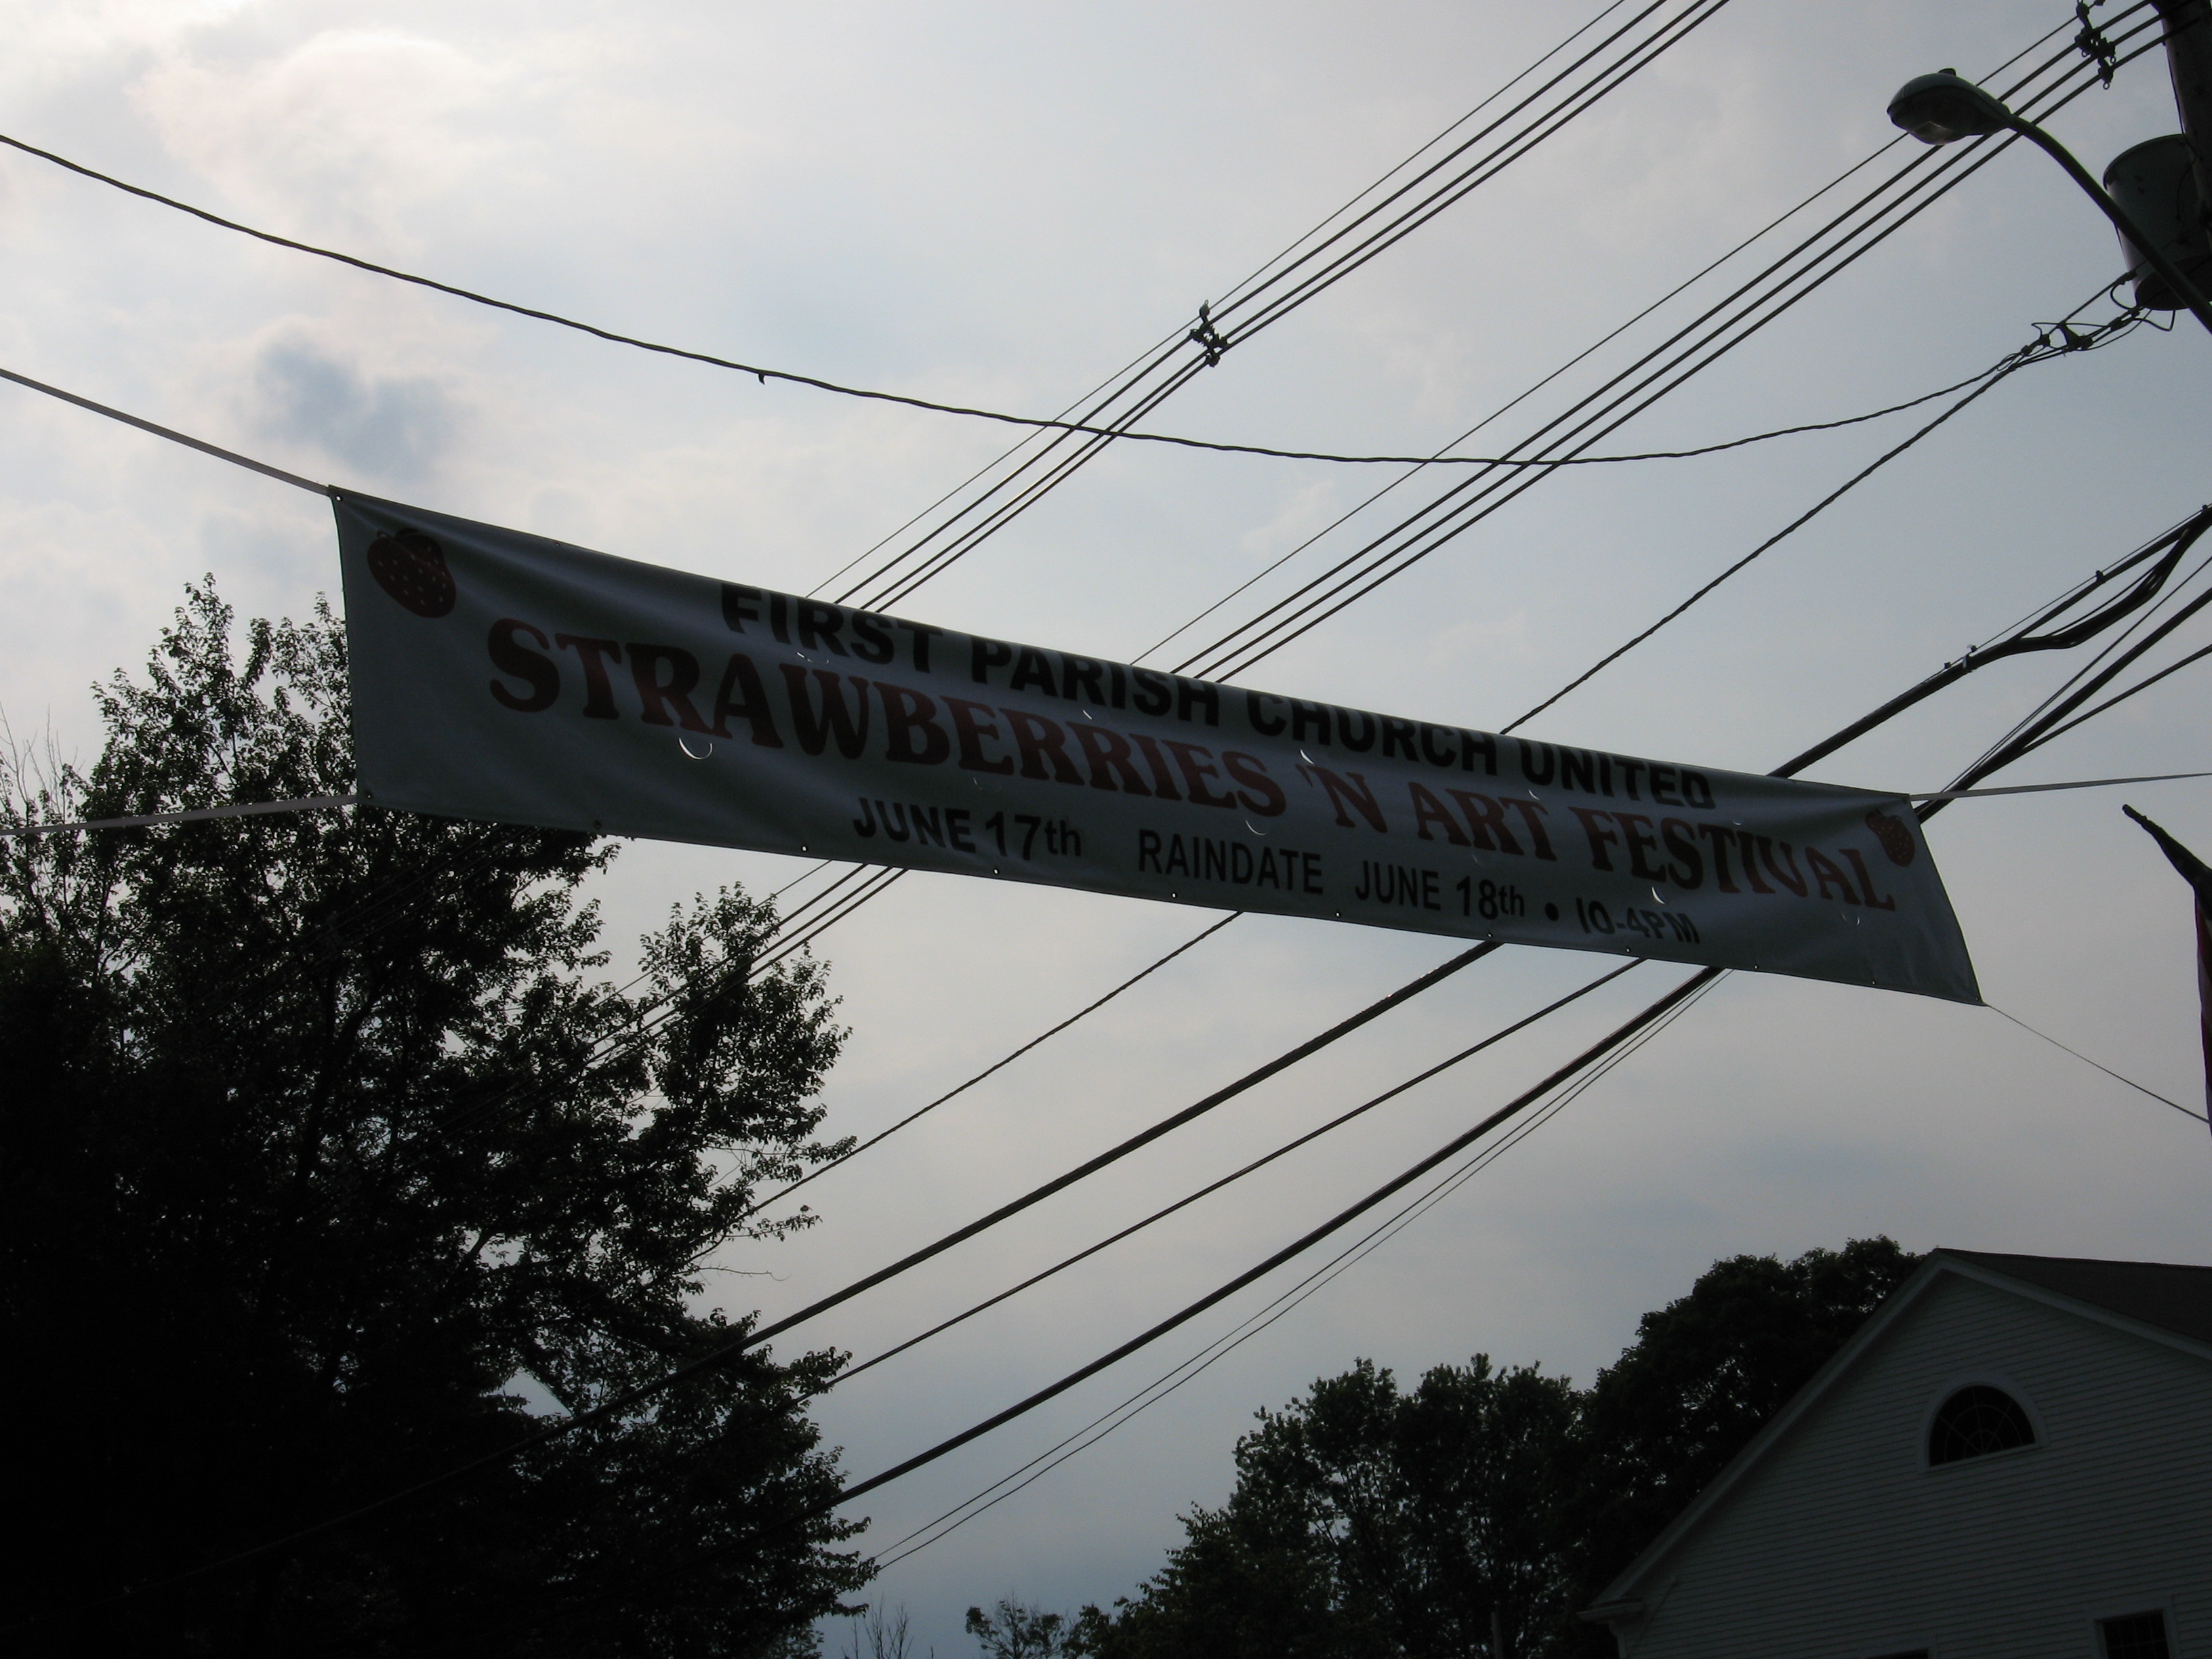 FIRST PARISH CHURCH UNITED
STRAWBERRIES 'N ART FESTIVAL
JUNE 17th RAINDATE JUNE 18th • 10-4PM